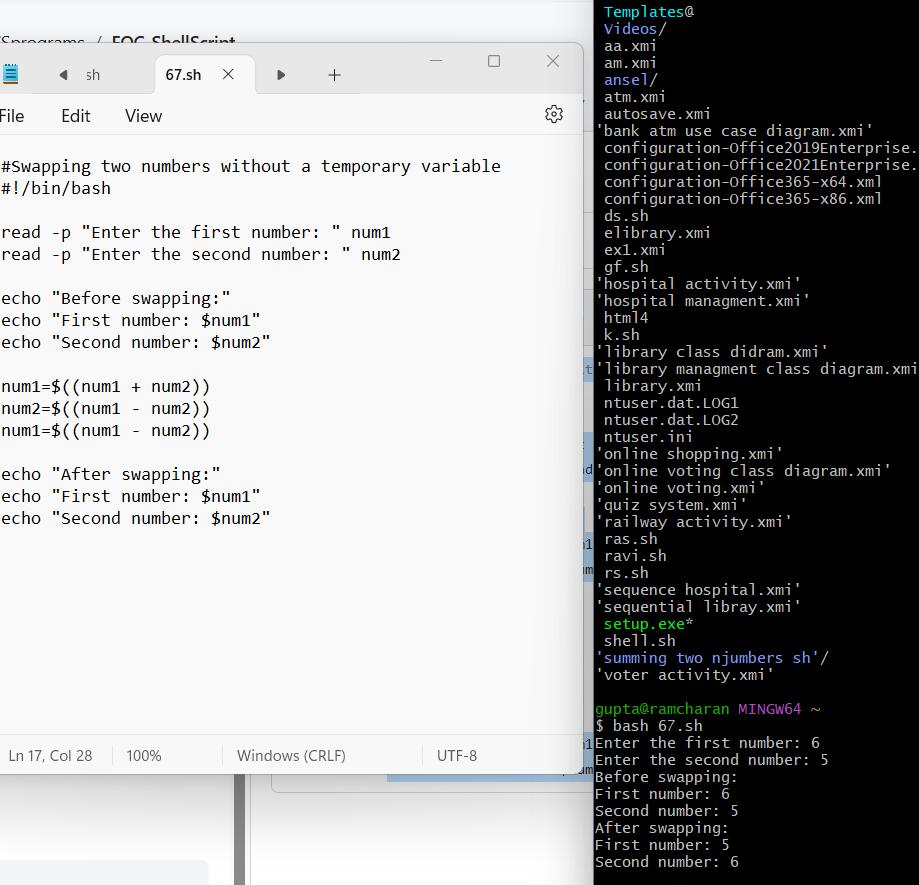 EOC ShellScript
sh
67.sh
File
Edit
View
#Swapping two numbers without a temporary variable
#!/bin/bash
read -p "Enter the first number: " num1
read -p "Enter the second number: " num2
echo "Before swapping:"
echo "First number: $num1"
echo "Second number: $num2"
num1=$((num1 + num2))
num2=$((num1 - num2))
num1=$((num1 - num2))
echo "After swapping:"
echo "First number: $num1"
echo "Second number: $num2"
Ln 17, Col 28
100%
Windows (CRLF)
UTF-8
Templates@
Videos/
aa.xmi
am.xmi
ansel/
atm.xmi
autosave.xmi
'bank atm use case diagram.xmi'
configuration-Office2019Enterprise.
configuration-Office2021Enterprise.
configuration-Office365-x64.xml
configuration-Office365-x86.xml
ds.sh
elibrary.xmi
ex1.xmi
gf.sh
'hospital activity.xmi'
'hospital managment.xmi'
html4
k.sh
'library class didram.xmi'
'library managment class diagram.xmi
library.xmi
ntuser.dat.LOG1
ntuser.dat.LOG2
ntuser.ini
'online shopping.xmi'
'online voting class diagram.xmi'
'online voting.xmi'
'quiz system.xmi'
'railway activity.xmi'
ras.sh
ravi.sh
rs.sh
'sequence hospital.xmi'
'sequential libray.xmi'
setup.exe*
shell.sh
'summing two njumbers sh'/
'voter activity.xmi'
gupta@ramcharan MINGW64 ~
$ bash 67.sh
Enter the first number: 6
Enter the second number: 5
Before swapping:
First number: 6
Second number: 5
After swapping:
First number: 5
Second number: 6